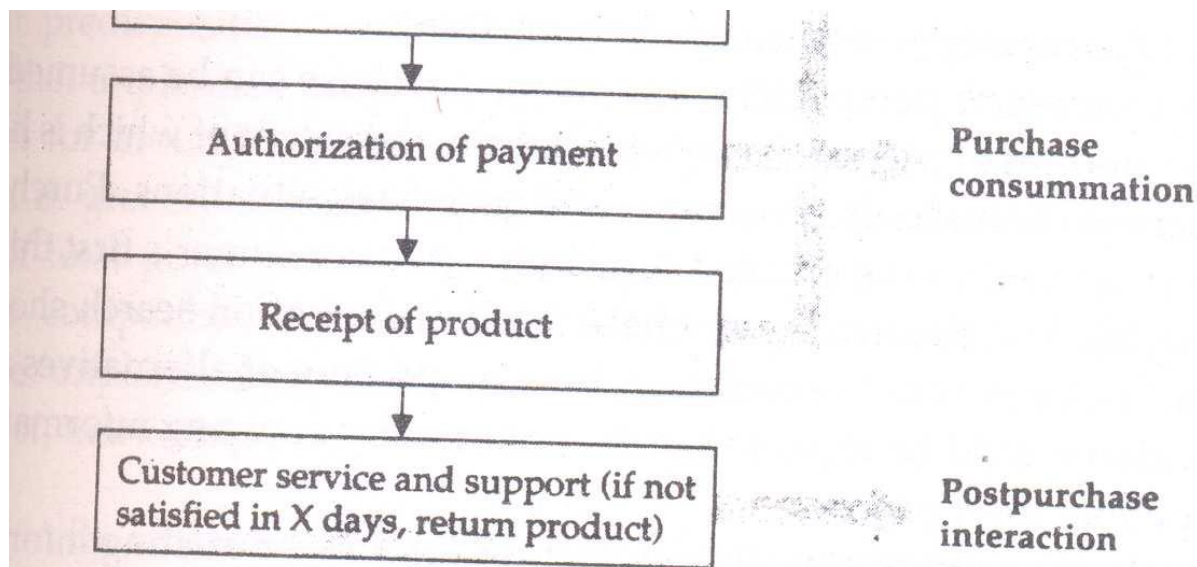 Authorization of payment
Purchase
consummation
Receipt of product
Customer service and support (if not
satisfied in X days, return product)
Postpurchase
interaction